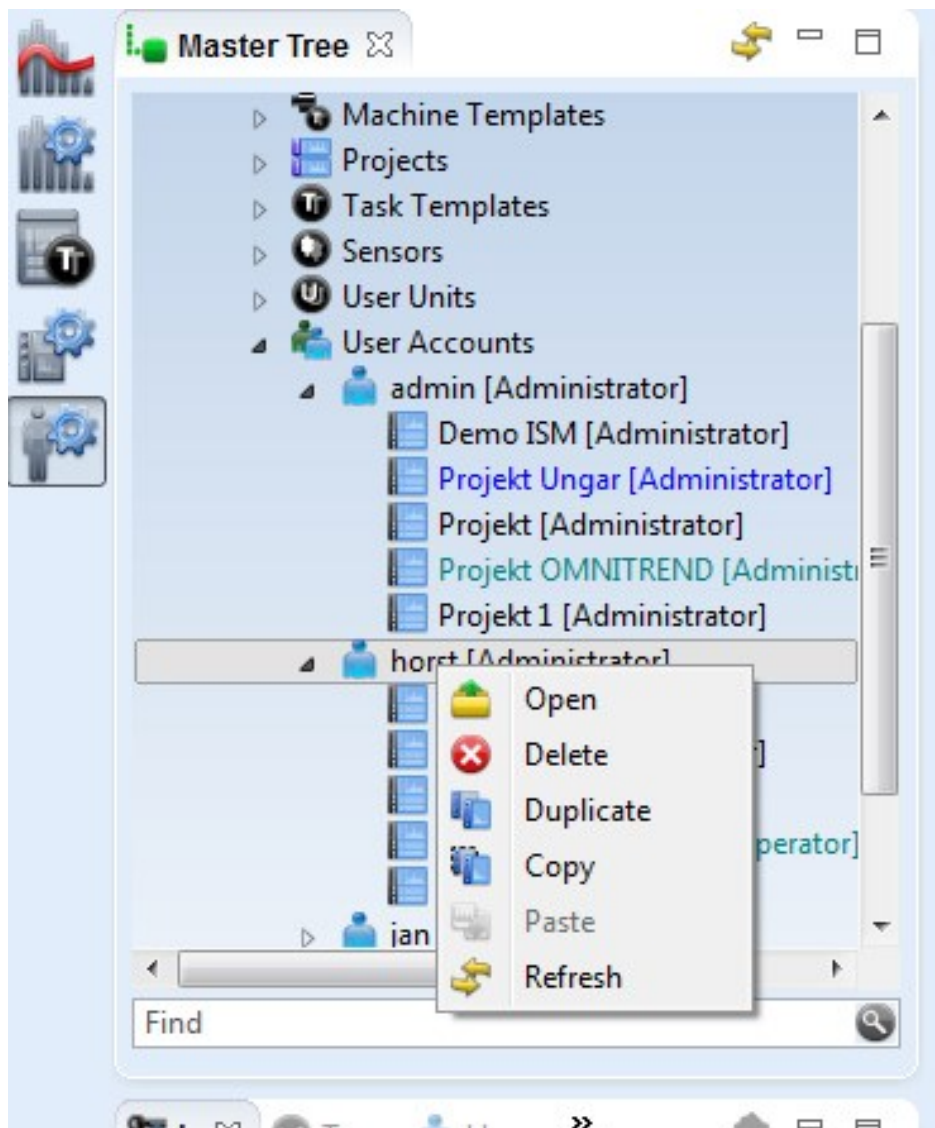 Master Tree
Machine Templates
Projects
Task Templates
Sensors
User Units
User Accounts
admin [Administrator]
Demo ISM [Administrator]
Projekt Ungar [Administrator]
Projekt [Administrator]
Projekt OMNITREND [Administ
Projekt 1 [Administrator]
horst [Administrator]
Open
Delete
Duplicate
Copy
Paste
Refresh
]
perator]
jan
Find